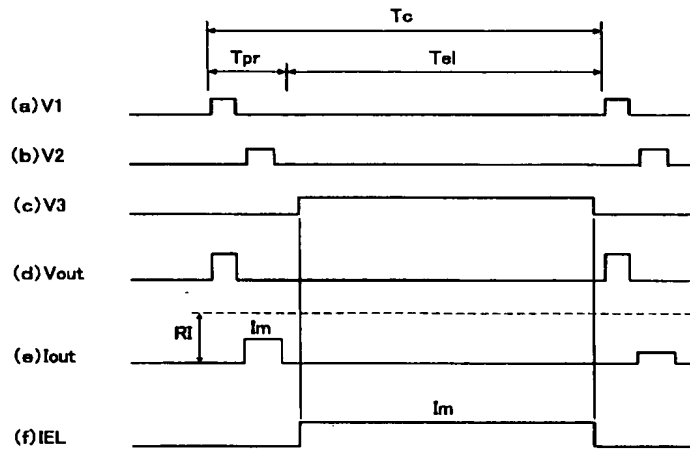 Tc
Tpr
Tel
(a)V1
(b)V2
(c)V3
(d)Vout
RI
Im
(e)Iout
Im
(f)IEL